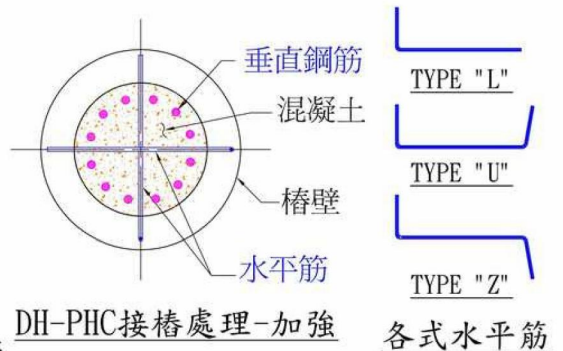 垂直鋼筋
混凝土
樁壁
水平筋
DH-PHC接樁處理-加強
TYPE "L"
TYPE "U"
TYPE "Z"
各式水平筋